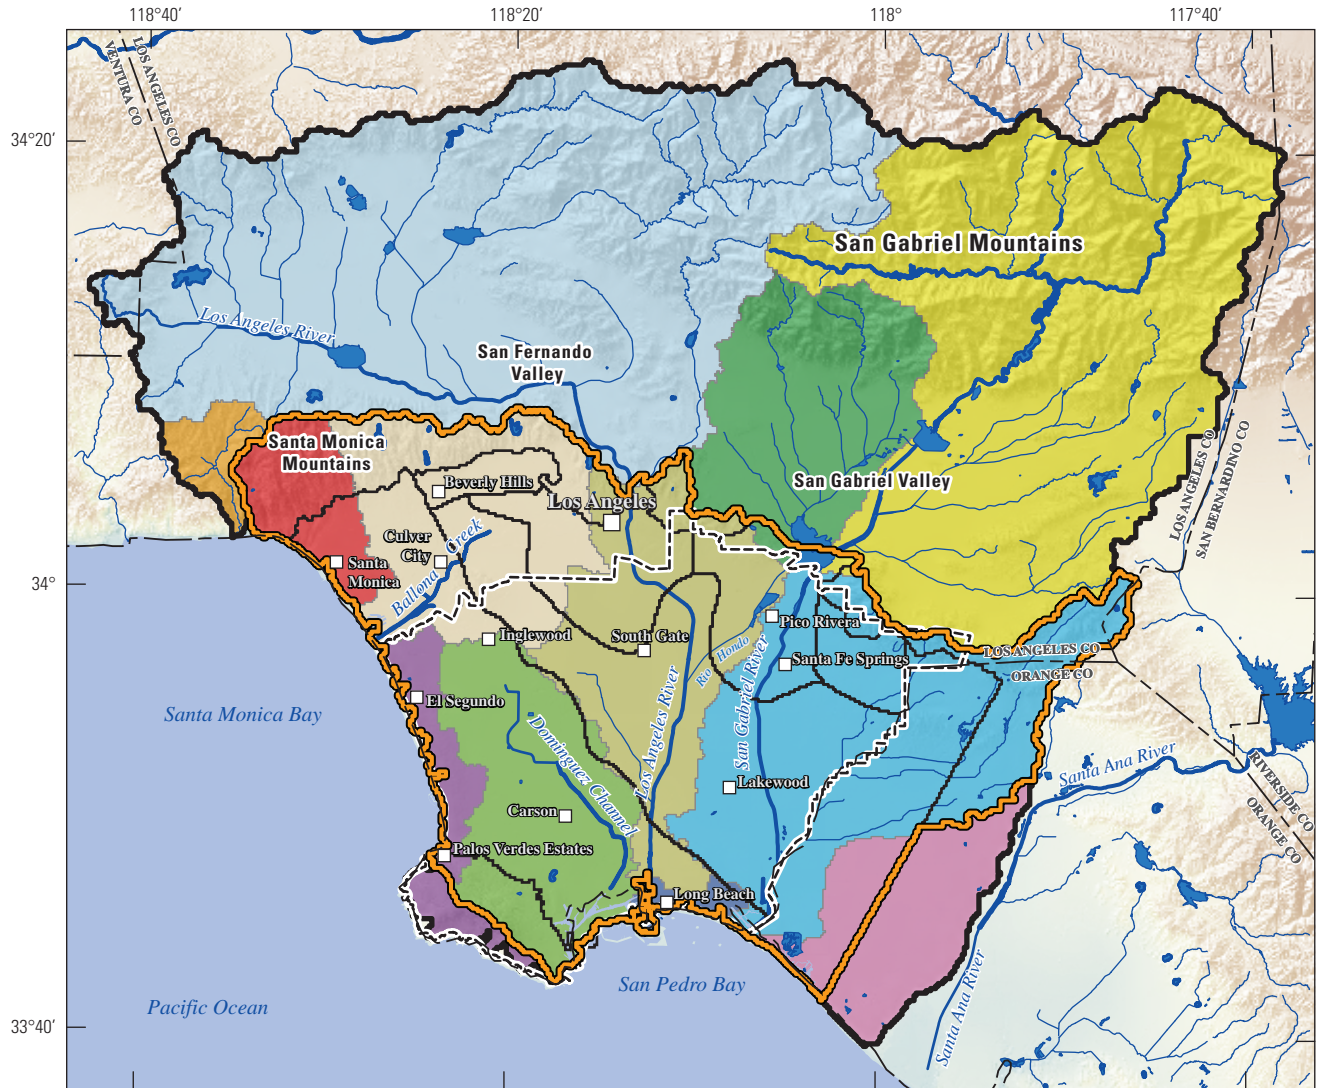 118°40'
118°20'
118°
117°40'
34°20'
34°
33°40'
VENTURA CO
LOS ANGELES CO
San Gabriel Mountains
Los Angeles River
San Fernando
Valley
Santa Monica
Mountains
San Gabriel Valley
LOS ANGELES CO
SAN BERNARDINO CO
Beverly Hills
Los Angeles
Culver
City
Ballona Creek
Santa
Monica
Inglewood
South Gate
Pico Rivera
Rio Hondo
Santa Fe Springs
LOS ANGELES CO
ORANGE CO
El Segundo
Santa Monica Bay
Dominguez Channel
Los Angeles River
San Gabriel River
Lakewood
Santa Ana River
RIVERSIDE CO
ORANGE CO
Carson
Palos Verdes Estates
Long Beach
San Pedro Bay
Pacific Ocean
Santa Ana River